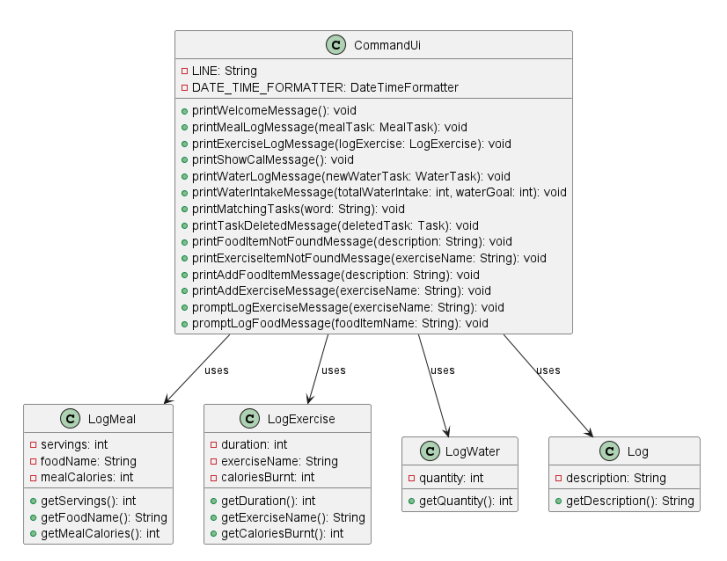 C CommandUi
LINE: String
DATE_TIME_FORMATTER: DateTimeFormatter
printWelcomeMessage(): void
printMealLogMessage(mealTask: MealTask): void
printExerciseLogMessage(logExercise: LogExercise): void
printShowCalMessage(): void
printWaterLogMessage(newWaterTask: WaterTask): void
printWaterIntakeMessage(totalWaterIntake: int, waterGoal: int): void
printMatchingTasks(word: String): void
printTaskDeletedMessage(deletedTask: Task): void
printFoodItemNotFoundMessage(description: String): void
printExerciseItemNotFoundMessage(exerciseName: String): void
printAddFoodItemMessage(description: String): void
printAddExerciseMessage(exerciseName: String): void
promptLogExerciseMessage(exerciseName: String): void
promptLogFoodMessage(foodItemName: String): void
uses
uses
uses
uses
C LogMeal
servings: int
foodName: String
mealCalories: int
getServings(): int
getFoodName(): String
getMealCalories: int
C LogExercise
duration: int
exerciseName: String
caloriesBurnt: int
getDuration(): int
getExerciseName(): String
getCaloriesBurnt: int
C LogWater
quantity: int
getQuantity(): int
C Log
description: String
getDescription(): String